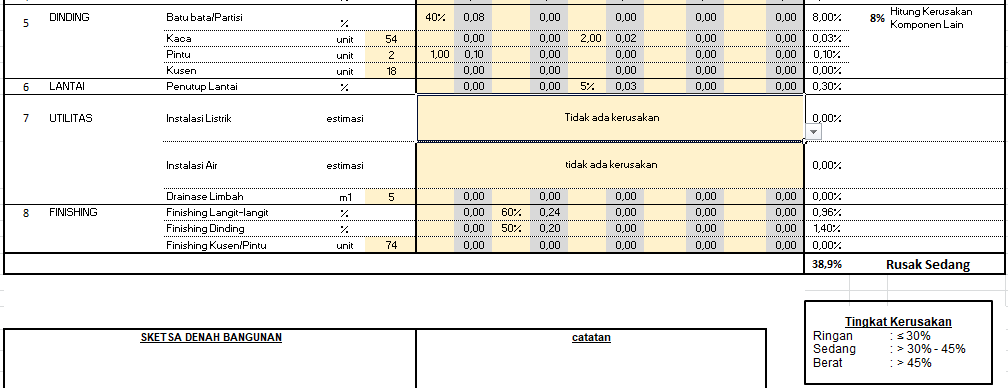 5 DINDING Batu bata/Partisi % 40% 0,08 0,00 0,00 0,00 0,00 8,00% 8% Hitung Kerusakan
Komponen Lain
Kaca unit 54 0,00 0,00 2,00 0,02 0,00 0,00 0,03%
Pintu unit 2 1,00 0,10 0,00 0,00 0,00 0,00 0,10%
Kusen unit 18 0,00 0,00 0,00 0,00 0,00 0,00%
6 LANTAI Penutup Lantai % 0,00 0,00 5% 0,03 0,00 0,00 0,30%
7 UTILITAS Instalasi Listrik estimasi Tidak ada kerusakan 0,00%
Instalasi Air estimasi tidak ada kerusakan 0,00%
Drainase Limbah m1 5 0,00 0,00 0,00 0,00 0,00 0,00%
8 FINISHING Finishing Langit-langit % 0,00 60% 0,24 0,00 0,00 0,00 0,96%
Finishing Dinding % 0,00 50% 0,20 0,00 0,00 0,00 1,40%
Finishing Kusen/Pintu unit 74 0,00 0,00 0,00 0,00 0,00 0,00%
38,9% Rusak Sedang
Tingkat Kerusakan
Ringan : ≤ 30%
Sedang : > 30% - 45%
Berat : > 45%
SKETSA DENAH BANGUNAN catatan